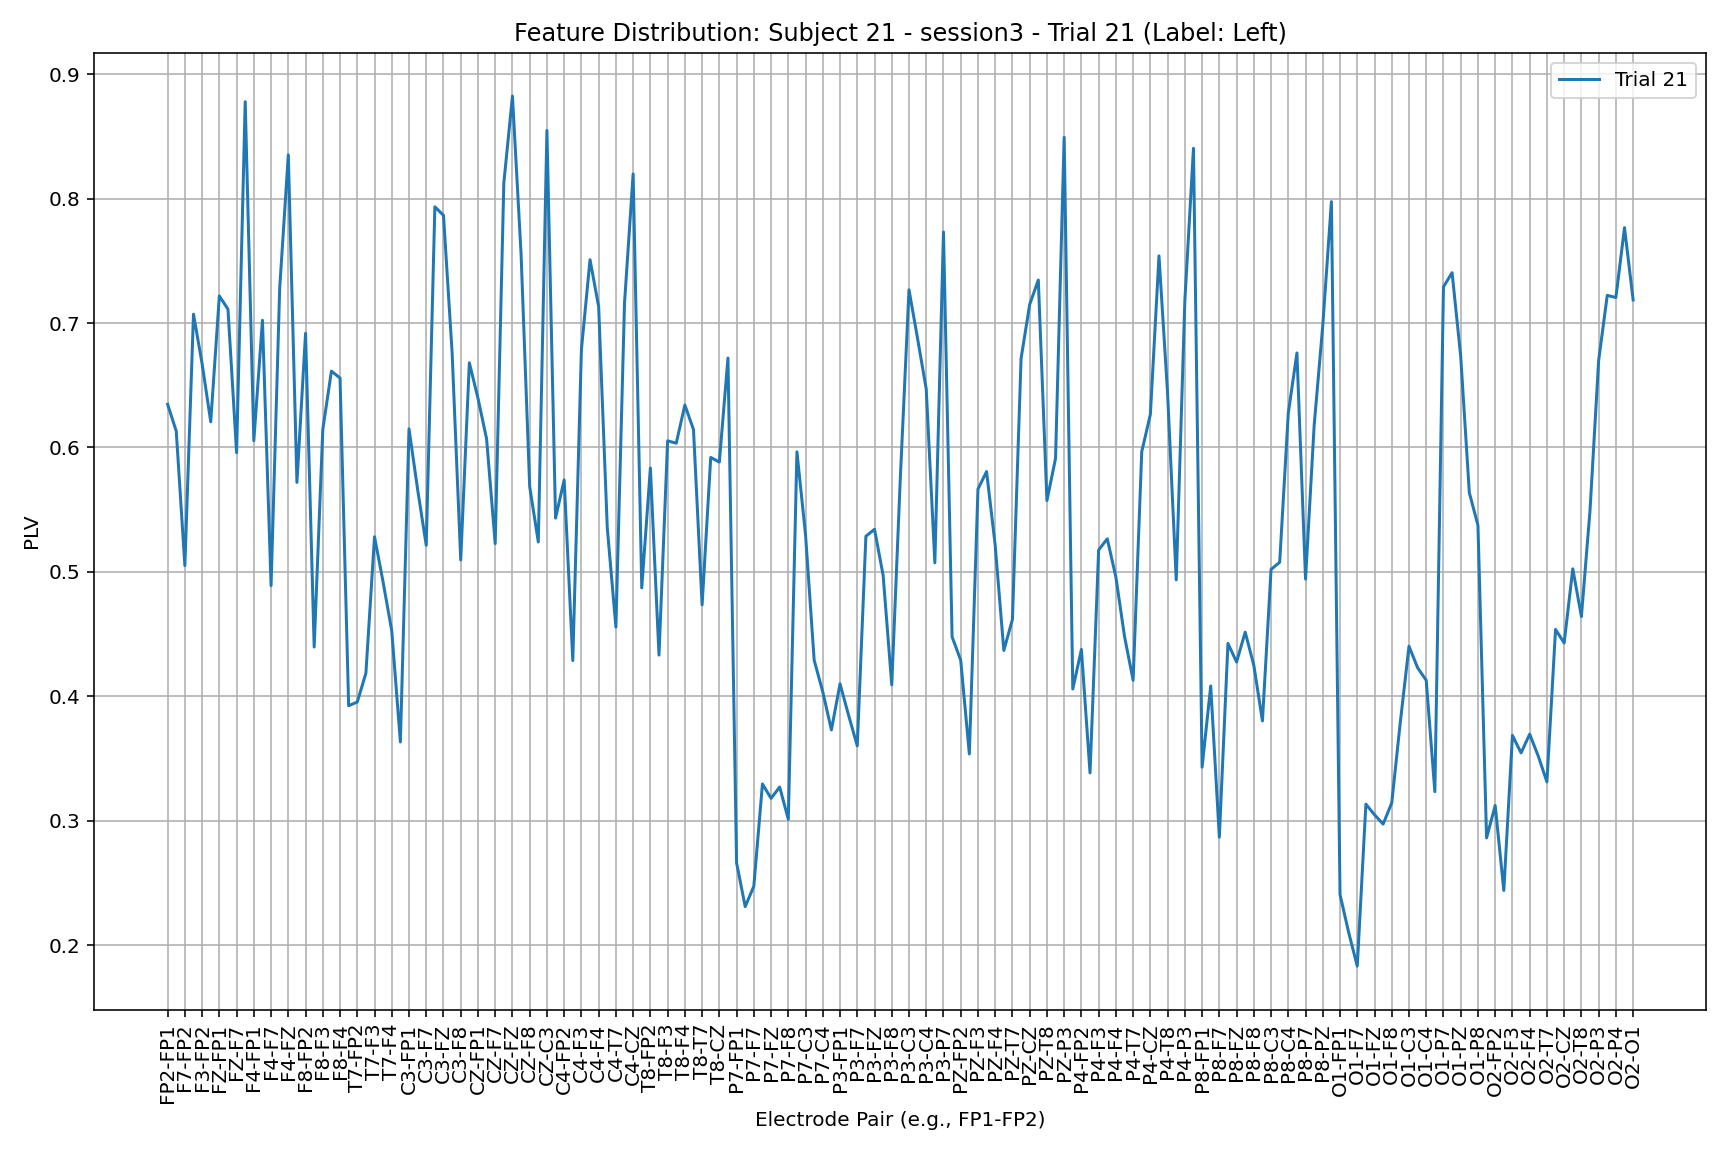 Feature Distribution: Subject 21 - session3 - Trial 21 (Label: Left)
Trial 21
0.9
0.8
0.7
0.6
0.5
0.4
0.3
0.2
PLV
FP2-FP1
F7-FP2
F3-FP2
FZ-FP1
FZ-F7
F4-FP1
F4-F7
F4-FZ
F8-FP2
F8-F3
F8-F4
T7-FP2
T7-F3
T7-F4
C3-FP1
C3-F7
C3-FZ
C3-F8
CZ-FP1
CZ-F7
CZ-FZ
CZ-F8
CZ-C3
C4-FP2
C4-F3
C4-F4
C4-T7
C4-CZ
T8-FP2
T8-F3
T8-F4
T8-T7
T8-CZ
P7-FP1
P7-F7
P7-FZ
P7-F8
P7-C3
P7-C4
P3-FP1
P3-F7
P3-FZ
P3-F8
P3-C3
P3-C4
P3-P7
PZ-FP2
PZ-F3
PZ-F4
PZ-T7
PZ-CZ
PZ-T8
PZ-P3
P4-FP2
P4-F3
P4-F4
P4-T7
P4-CZ
P4-T8
P4-P3
P8-FP1
P8-F7
P8-FZ
P8-F8
P8-C3
P8-C4
P8-P7
P8-PZ
O1-FP1
O1-F7
O1-FZ
O1-F8
O1-C3
O1-C4
O1-P7
O1-PZ
O1-P8
O2-FP2
O2-F3
O2-F4
O2-T7
O2-CZ
O2-T8
O2-P3
O2-P4
O2-O1
Electrode Pair (e.g., FP1-FP2)